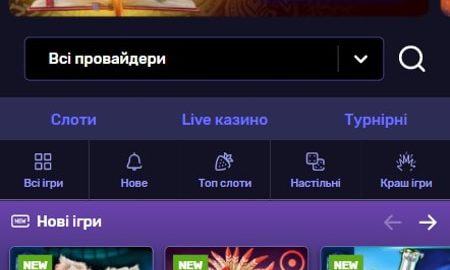 Всі провайдери
Слоти Live казино Турнірні
Всі ігри Нове Топ слоти Настільні Краш ігри
NEW Нові ігри
NEW NEW NEW